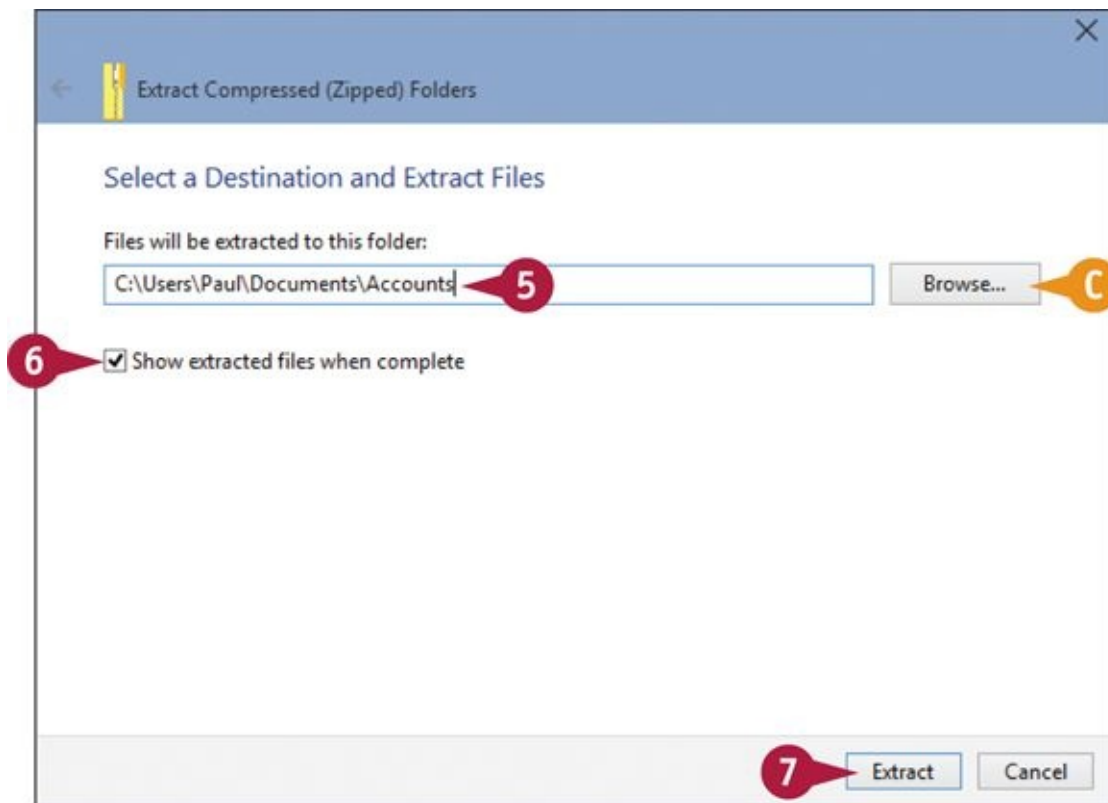 Extract Compressed (Zipped) Folders
Select a Destination and Extract Files
Files will be extracted to this folder:
C:\Users\Paul\Documents\Accounts 5 Browse... C
6 Show extracted files when complete
7 Extract Cancel